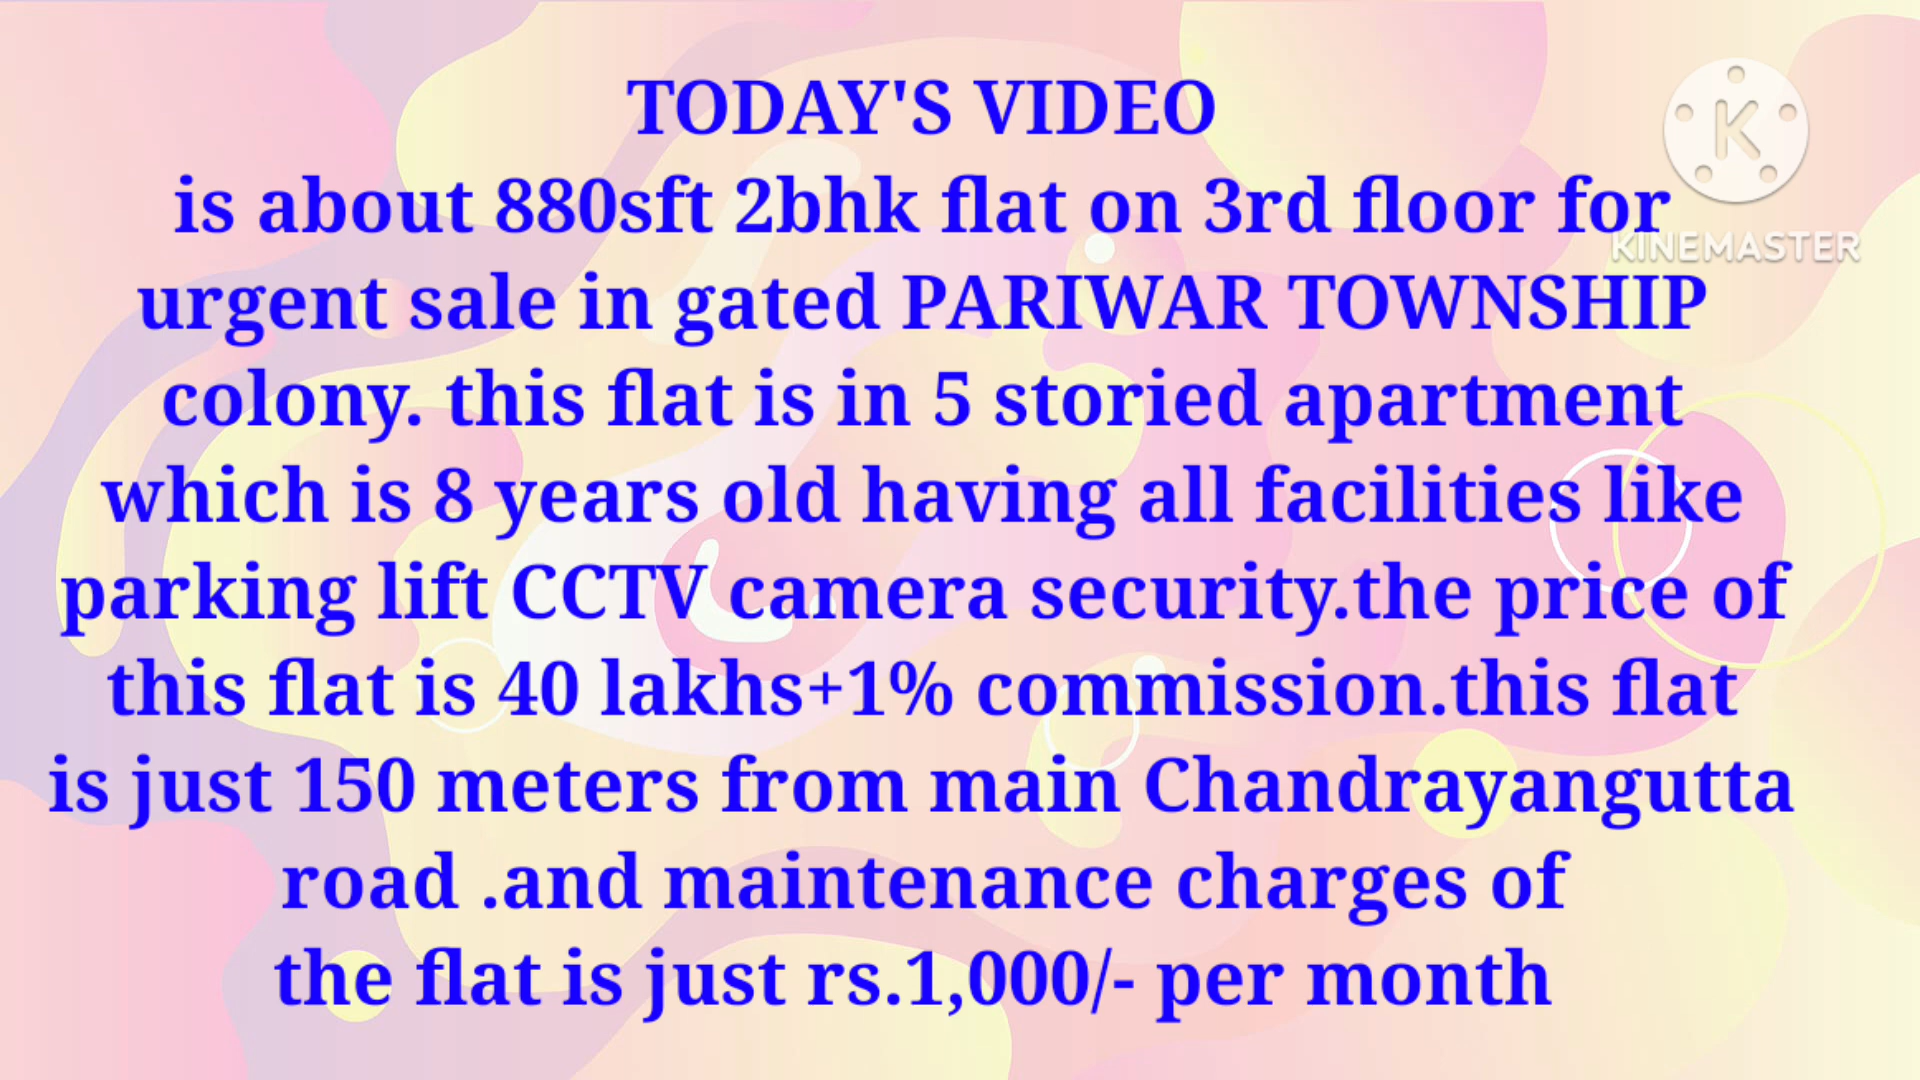 TODAY'S VIDEO
is about 880sft 2bhk flat on 3rd floor for
urgent sale in gated PARIWAR TOWNSHIP
colony. this flat is in 5 storied apartment
which is 8 years old having all facilities like
parking lift CCTV camera security.the price of
this flat is 40 lakhs+1% commission.this flat
is just 150 meters from main Chandrayangutta
road .and maintenance charges of
the flat is just rs.1,000/- per month
K
KINEMASTER